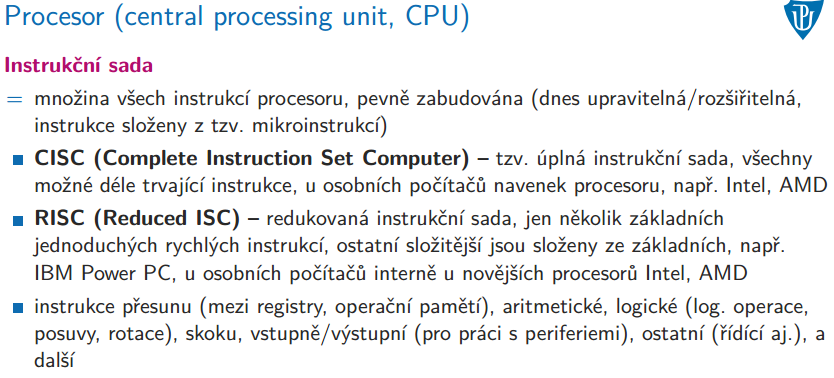 Procesor (central processing unit, CPU)
Instrukční sada
= množina všech instrukcí procesoru, pevně zabudována (dnes upravitelná/rozšiřitelná,
instrukce složeny z tzv. mikroinstrukcí)
CISC (Complete Instruction Set Computer) – tzv. úplná instrukční sada, všechny
možné déle trvající instrukce, u osobních počítačů navenek procesoru, např. Intel, AMD
RISC (Reduced ISC) – redukovaná instrukční sada, jen několik základních
jednoduchých rychlých instrukcí, ostatní složitější jsou složeny ze základních, např.
IBM Power PC, u osobních počítačů interně u novějších procesorů Intel, AMD
instrukce přesunu (mezi registry, operační pamětí), aritmetické, logické (log. operace,
posuvy, rotace), skoku, vstupně/výstupní (pro práci s periferiemi), ostatní (řídící aj.), a
další